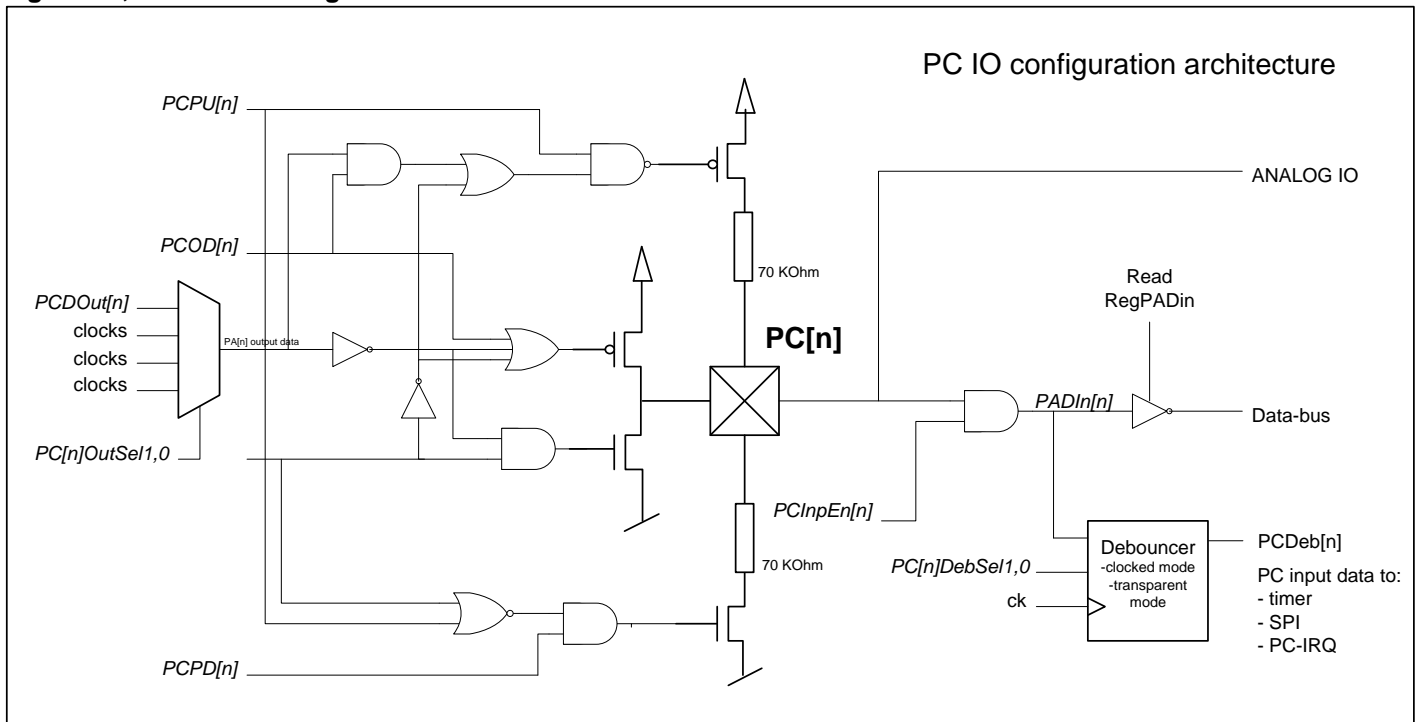 PC IO configuration architecture
PCPU[n]
ANALOG IO
PCOD[n]
70 KOhm
Read
RegPADin
PCDOut[n]
clocks
clocks
clocks
PA[n] output data
PC[n]
PADIn[n]
Data-bus
PC[n]OutSel1,0
PCInpEn[n]
Debouncer
-clocked mode
-transparent
mode
PCDeb[n]
PC[n]DebSel1,0
70 KOhm
ck
PC input data to:
- timer
- SPI
- PC-IRQ
PCPD[n]